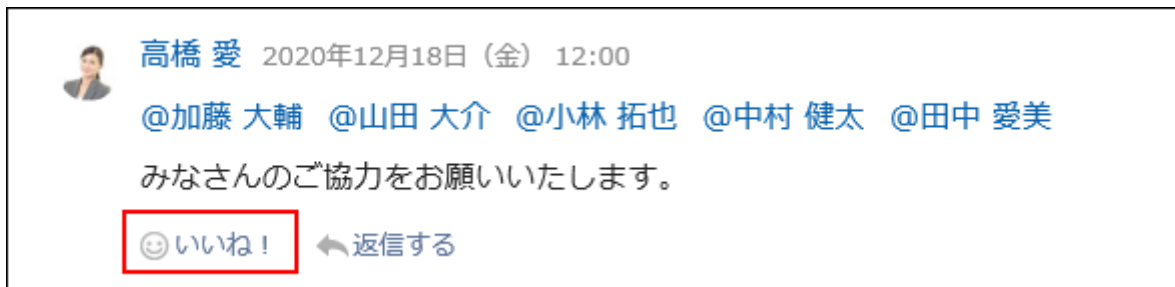 高橋 愛 2020年12月18日（金） 12:00
@加藤 大輔 @山田 大介 @小林 拓也 @中村 健太 @田中 愛美
みなさんのご協力をお願いいたします。
いいね！ 返信する